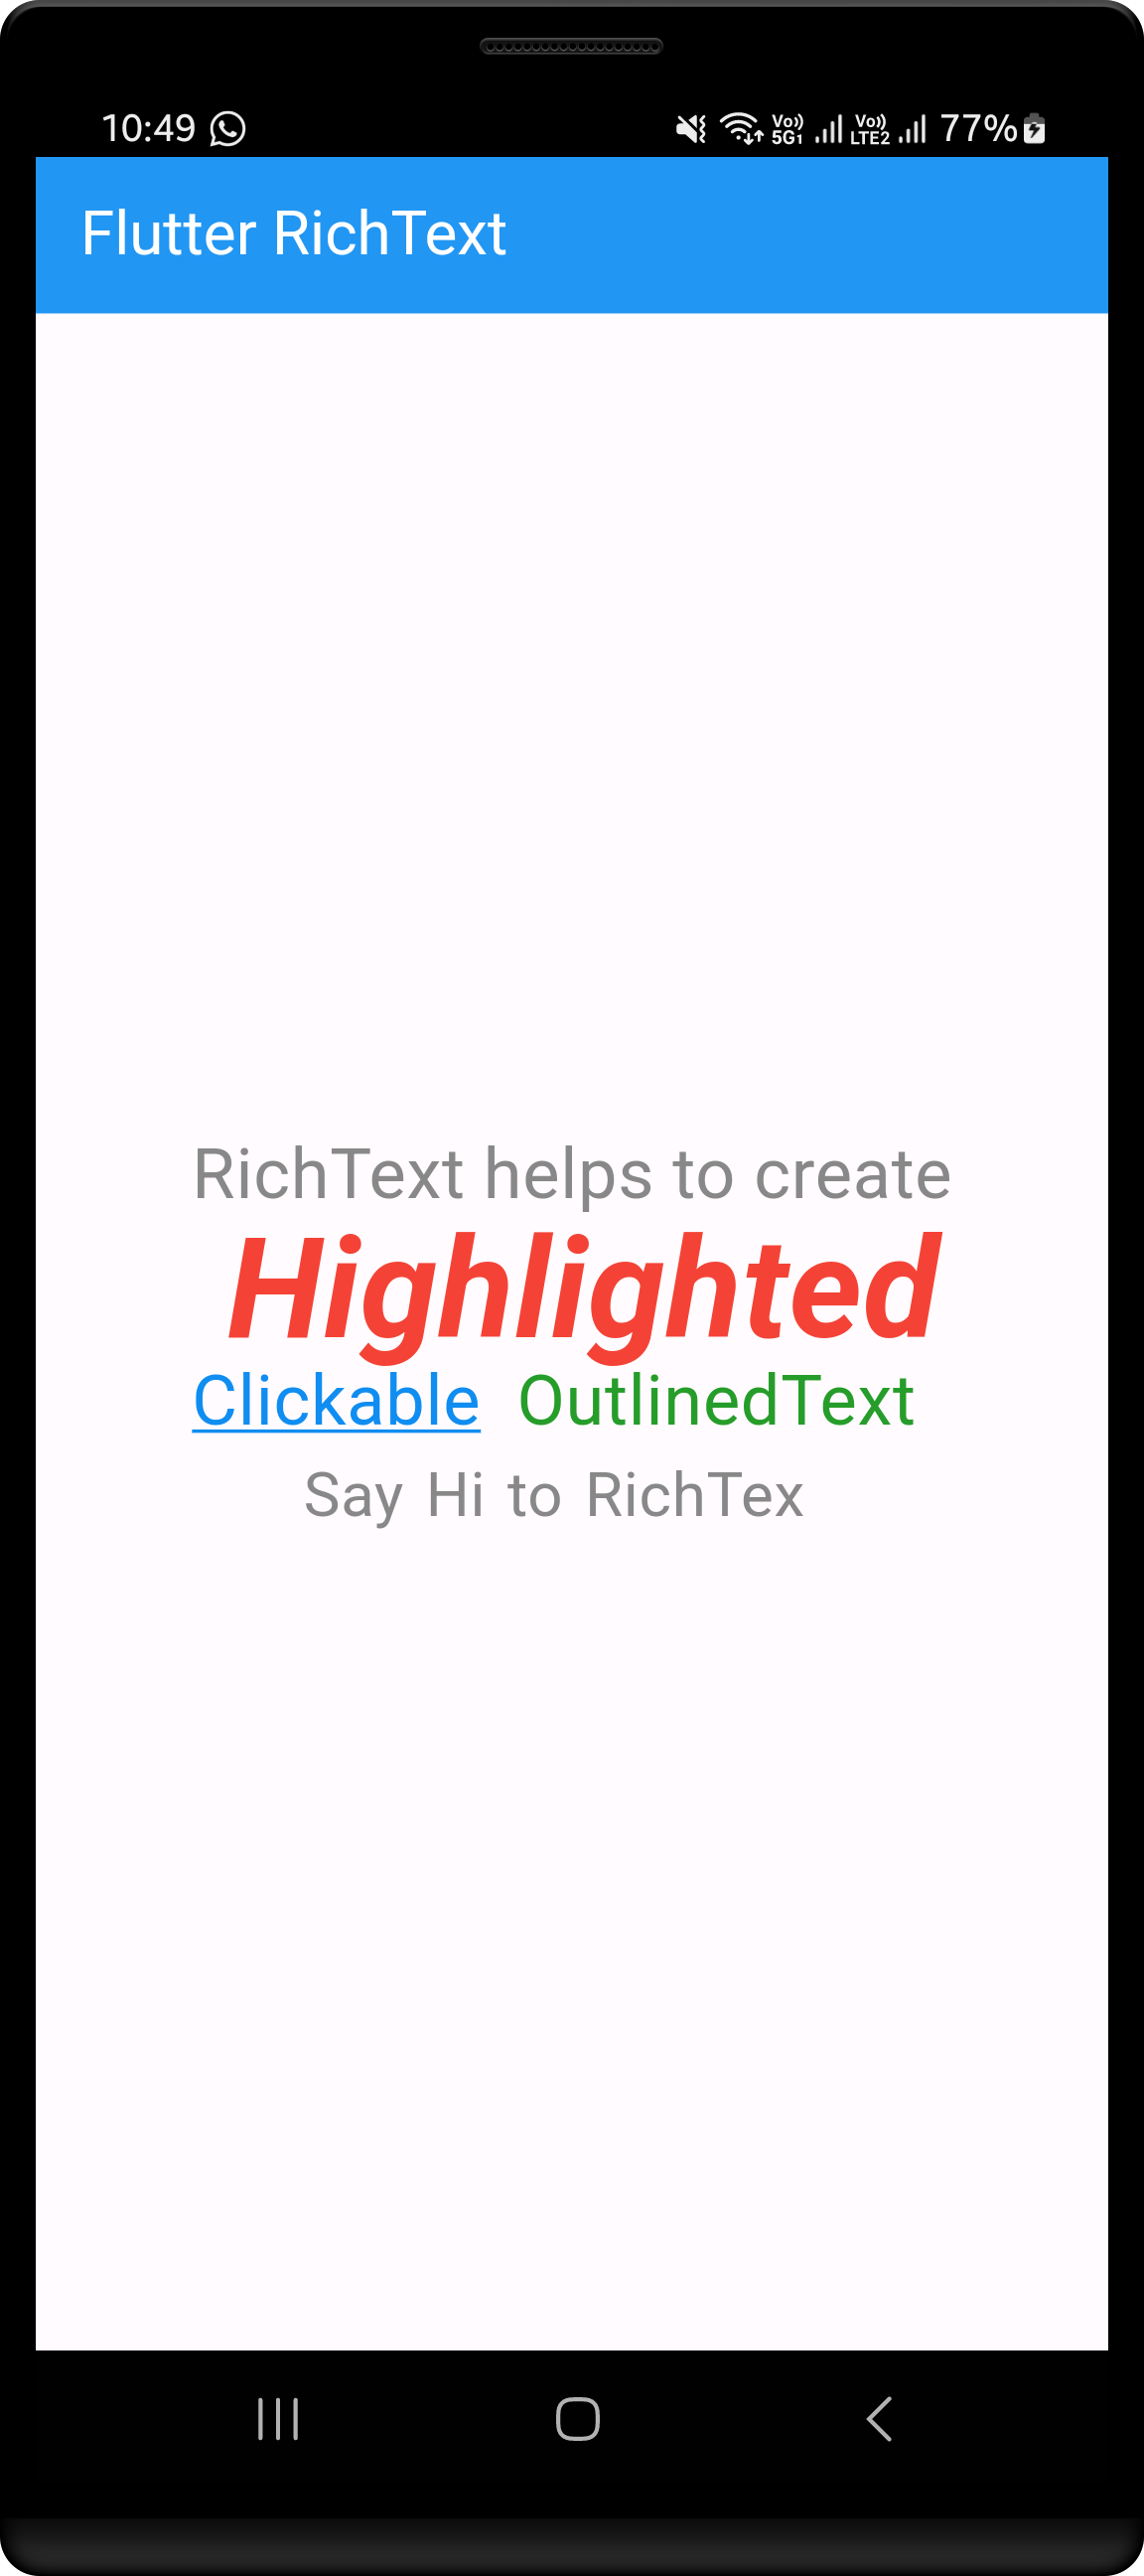 10:49 Vo)) 5G1 Vo)) LTE2 77%
Flutter RichText
RichText helps to create
Highlighted
Clickable OutlinedText
Say Hi to RichTex